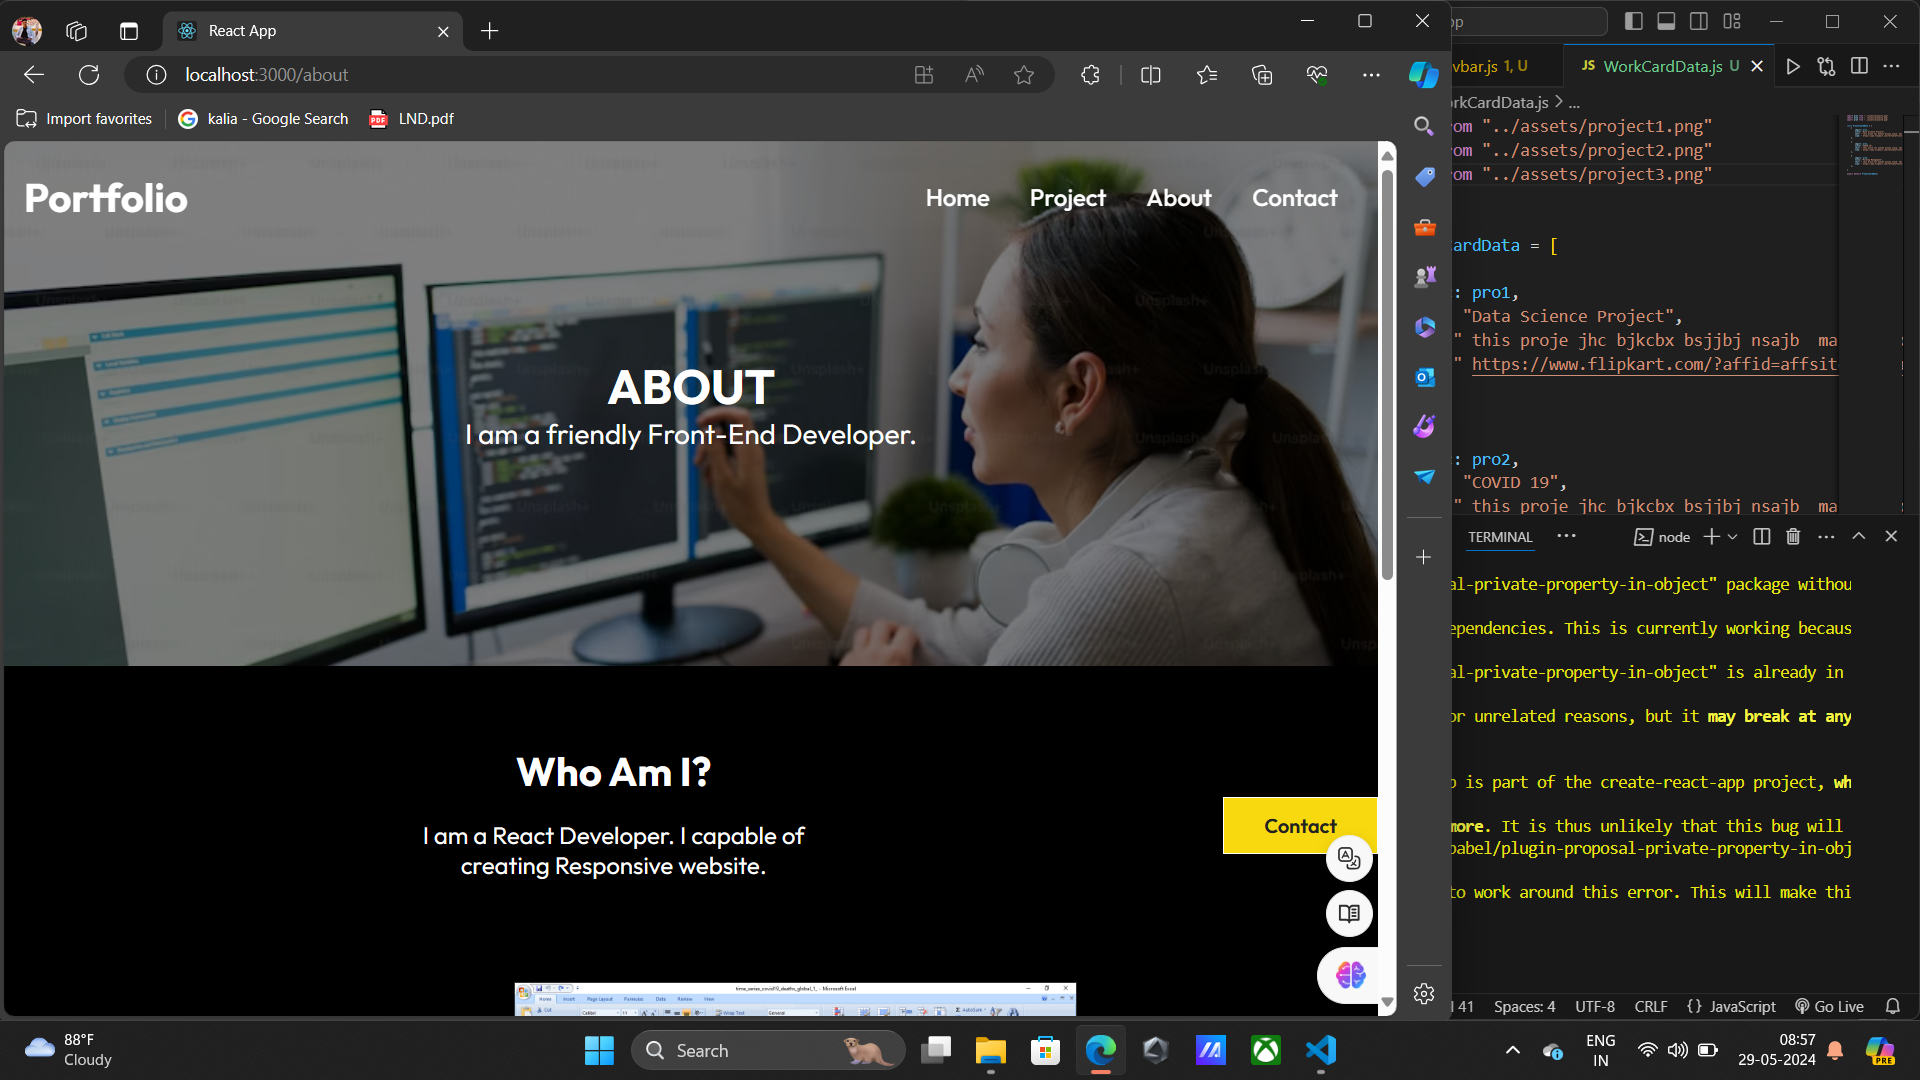 React App
localhost:3000/about
Import favorites
kalia - Google Search
PDF
LND.pdf
Portfolio
Home
Project
About
Contact
ABOUT
I am a friendly Front-End Developer.
Who Am I?
I am a React Developer. I capable of
creating Responsive website.
Contact
vbar.js 1, U
JS WorkCardData.js U
rkCardData.js > ...
om "../assets/project1.png"
om "../assets/project2.png"
om "../assets/project3.png"
ardData = [
: pro1,
"Data Science Project",
" this proje jhc bjkcbx bsjjbj nsajb ma
" https://www.flipkart.com/?affid=affsit
: pro2,
"COVID 19",
" this proje jhc bjkcbx bsjjbj nsajb ma
TERMINAL
node
al-private-property-in-object" package withou
ependencies. This is currently working becaus
al-private-property-in-object" is already in
or unrelated reasons, but it may break at any
p is part of the create-react-app project, wh
more. It is thus unlikely that this bug will
babel/plugin-proposal-private-property-in-obj
to work around this error. This will make thi
41
Spaces: 4
UTF-8
CRLF
{} JavaScript
Go Live
88°F
Cloudy
Search
ENG
IN
08:57
29-05-2024
PRE